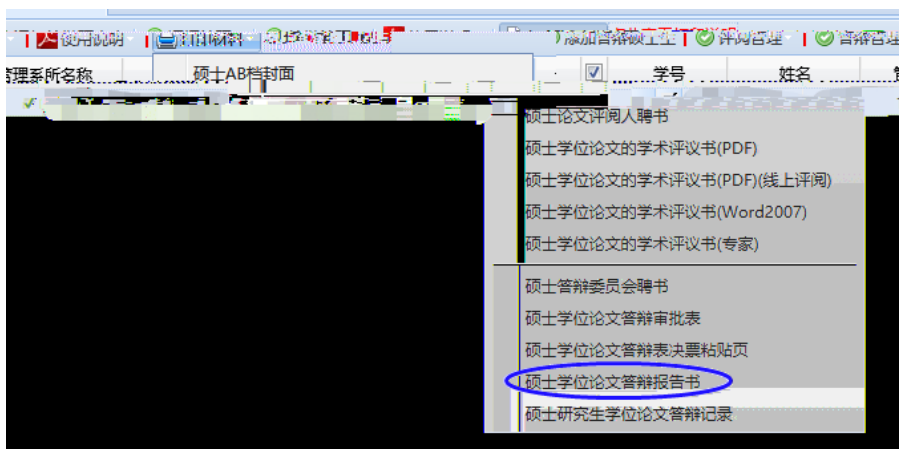 使用说明 打印材料 添加答辩硕士生 评阅管理 答辩管理
管理系所名称 硕士AB档封面 学号 姓名
硕士论文评阅人聘书
硕士学位论文的学术评议书(PDF)
硕士学位论文的学术评议书(PDF)(线上评阅)
硕士学位论文的学术评议书(Word2007)
硕士学位论文的学术评议书(专家)
硕士答辩委员会聘书
硕士学位论文答辩审批表
硕士学位论文答辩表决票粘贴页
硕士学位论文答辩报告书
硕士研究生学位论文答辩记录